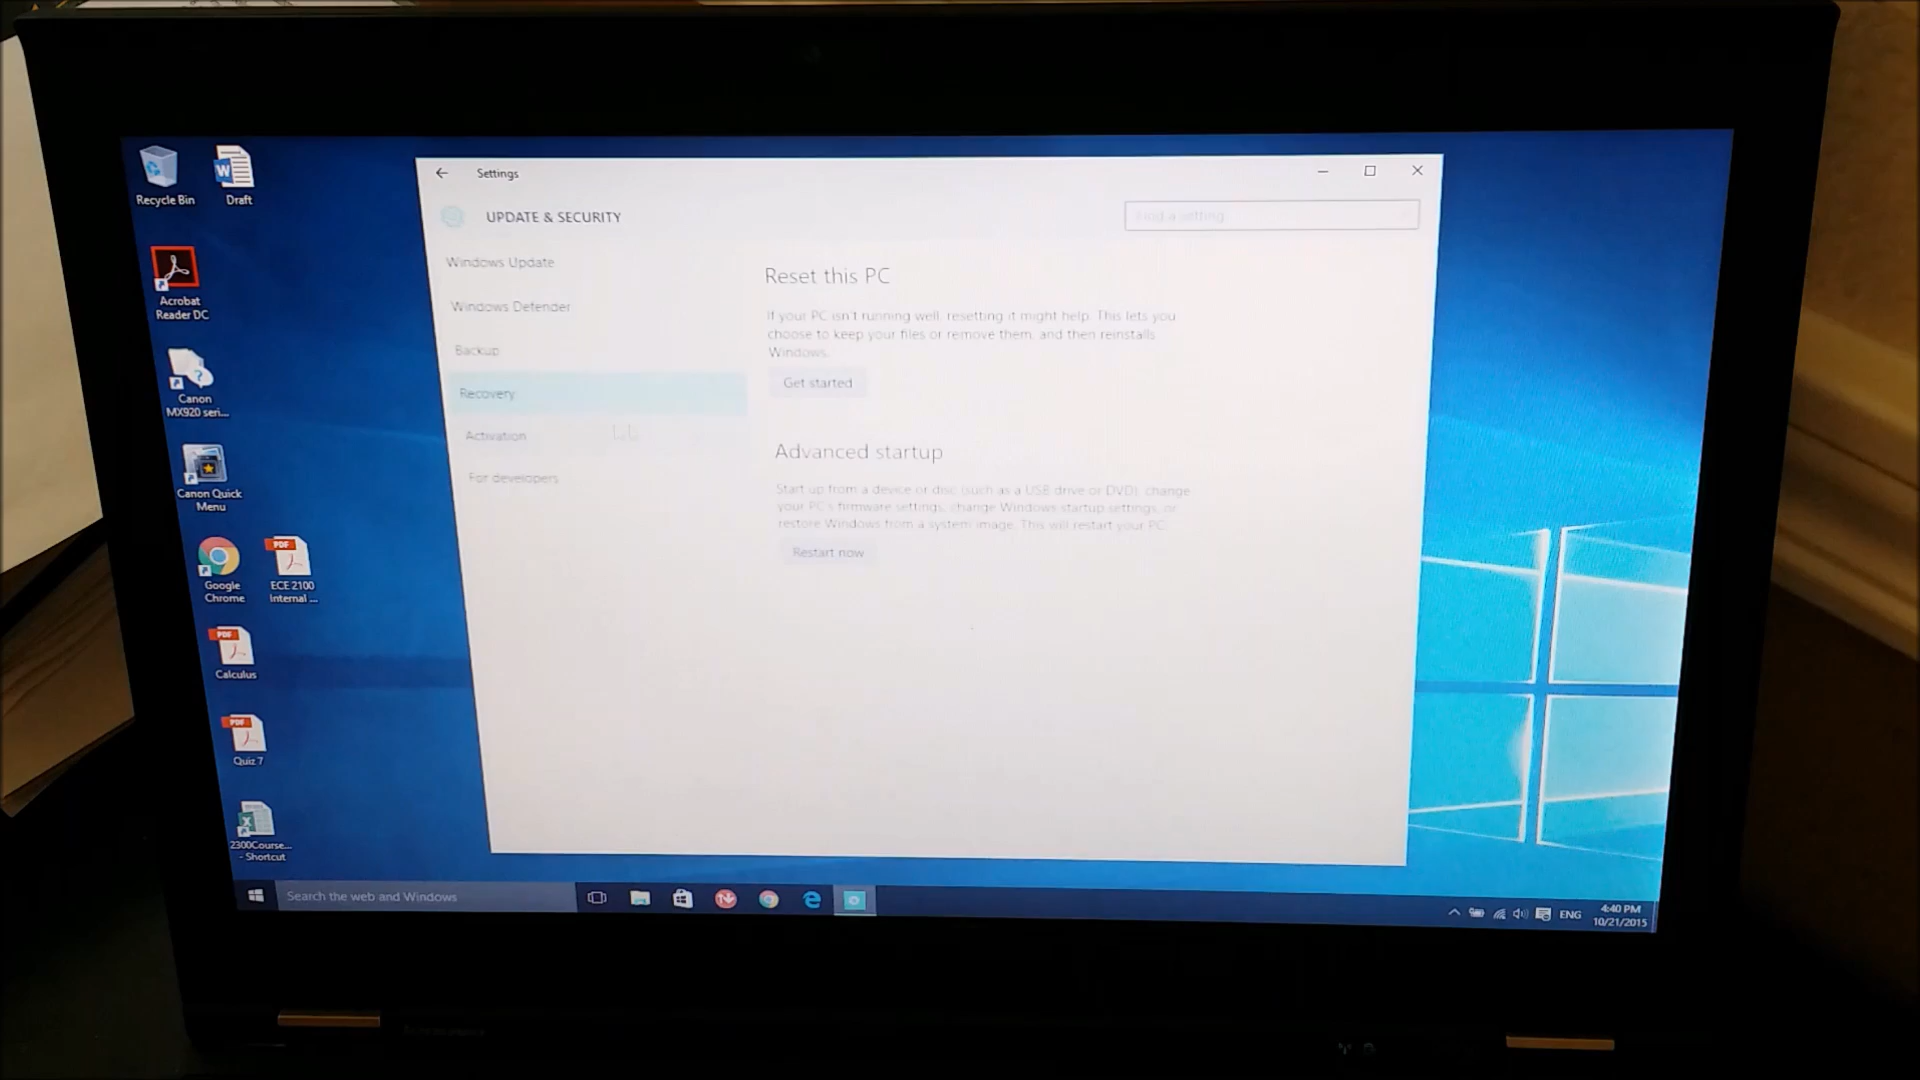 Recycle Bin
Draft
Acrobat
Reader DC
Canon
MX920 seri...
Canon Quick
Menu
Google
Chrome
PDF
ECE 2100
Internal ...
PDF
Calculus
PDF
Quiz 7
2300Course...
- Shortcut
Settings
UPDATE & SECURITY
Find a setting
Windows Update
Windows Defender
Backup
Recovery
Activation
For developers
Reset this PC
If your PC isn't running well, resetting it might help. This lets you
choose to keep your files or remove them, and then reinstalls
Windows.
Get started
Advanced startup
Start up from a device or disc (such as a USB drive or DVD), change
your PC's firmware settings, change Windows startup settings, or
restore Windows from a system image. This will restart your PC.
Restart now
Search the web and Windows
ENG
4:40 PM
10/21/2015